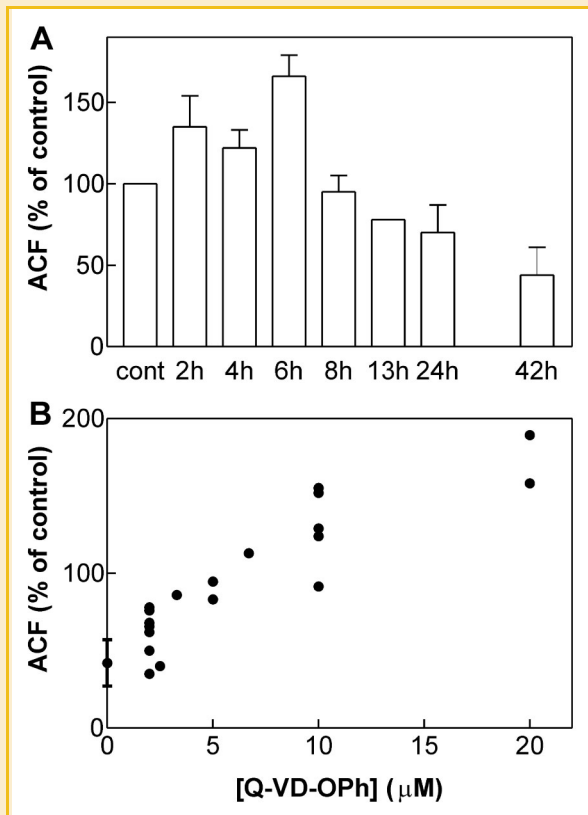 A
ACF (% of control)
150
100
50
0
cont 2h 4h 6h 8h 13h 24h 42h
B
ACF (% of control)
200
100
0
0 5 10 15 20
[Q-VD-OPh] (μM)